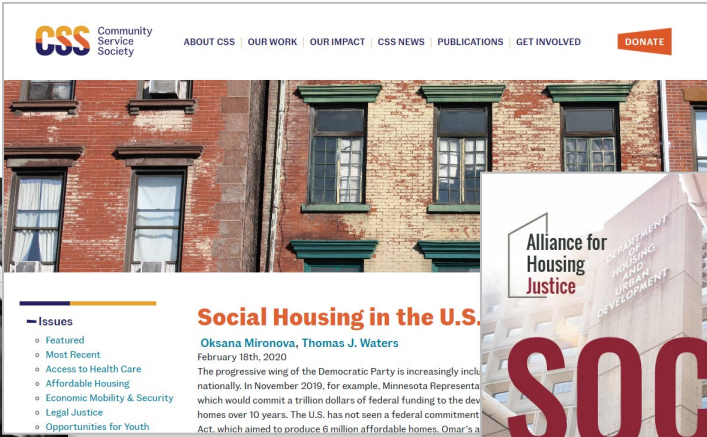 CSS
Community
Service
Society
ABOUT CSS | OUR WORK | OUR IMPACT | CSS NEWS | PUBLICATIONS | GET INVOLVED
DONATE
Issues
Featured
Most Recent
Access to Health Care
Affordable Housing
Economic Mobility & Security
Legal Justice
Opportunities for Youth
Social Housing in the U.S.
Oksana Mironova, Thomas J. Waters
February 18th, 2020
The progressive wing of the Democratic Party is increasingly
nationally. In November 2019, for example, Minnesota
which would commit a trillion dollars of federal funding to the
homes over 10 years. The U.S. has not seen a federal commitment
Act, which aimed to produce 6 million affordable homes. Omar's a
Alliance for
Housing
Justice
DEPARTMENT
OF
HOUSING
AND
URBAN
DEVELOPMENT
SOC